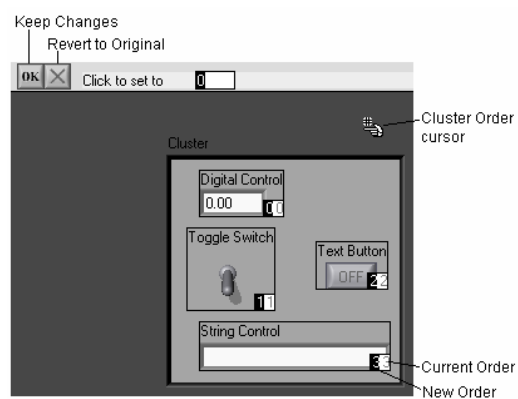 Keep Changes
Revert to Original
OK Click to set to 0
Cluster Order
cursor
Cluster
Digital Control
0.00 0 0
Toggle Switch
Text Button
OFF 2 2
1 1
String Control
3 3
Current Order
New Order